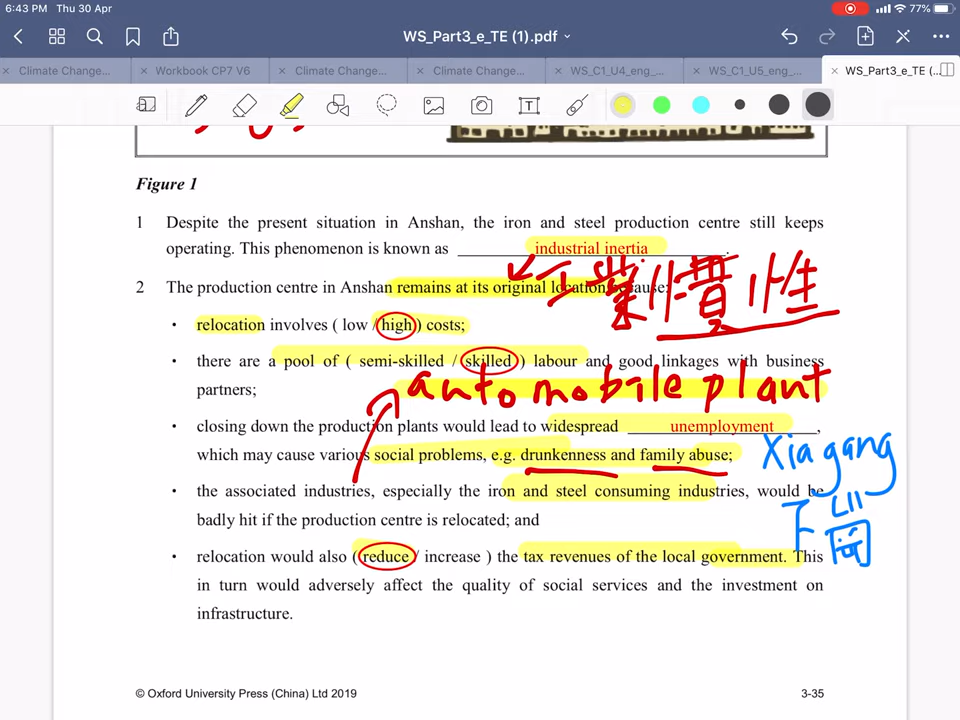 6:43 PM Thu 30 Apr
77%
WS_Part3_e_TE (1).pdf
Climate Change...
Workbook CP7 V6
Climate Change...
Climate Change...
WS_C1_U4_eng_...
WS_C1_U5_eng_...
WS_Part3_e_TE (...
Figure 1
1 Despite the present situation in Anshan, the iron and steel production centre still keeps
operating. This phenomenon is known as industrial inertia.
工業慣性
2 The production centre in Anshan remains at its original location because:
• relocation involves ( low / high ) costs;
• there are a pool of ( semi-skilled / skilled ) labour and good linkages with business
partners;
automobile plant
• closing down the production plants would lead to widespread unemployment,
which may cause various social problems, e.g. drunkenness and family abuse;
Xia gang
下崗
• the associated industries, especially the iron and steel consuming industries, would be
badly hit if the production centre is relocated; and
• relocation would also ( reduce / increase ) the tax revenues of the local government. This
in turn would adversely affect the quality of social services and the investment on
infrastructure.
© Oxford University Press (China) Ltd 2019
3-35